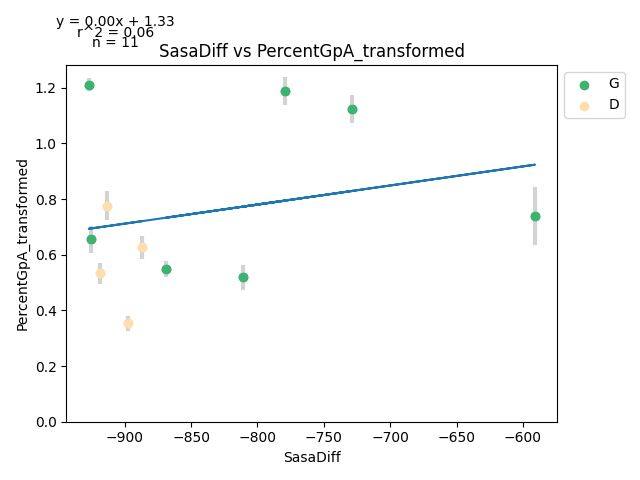 y = 0.00x + 1.33
r^2 = 0.06
n = 11
SasaDiff vs PercentGpA_transformed
G
D
PercentGpA_transformed
1.2
1.0
0.8
0.6
0.4
0.2
0.0
−900 −850 −800 −750 −700 −650 −600
SasaDiff